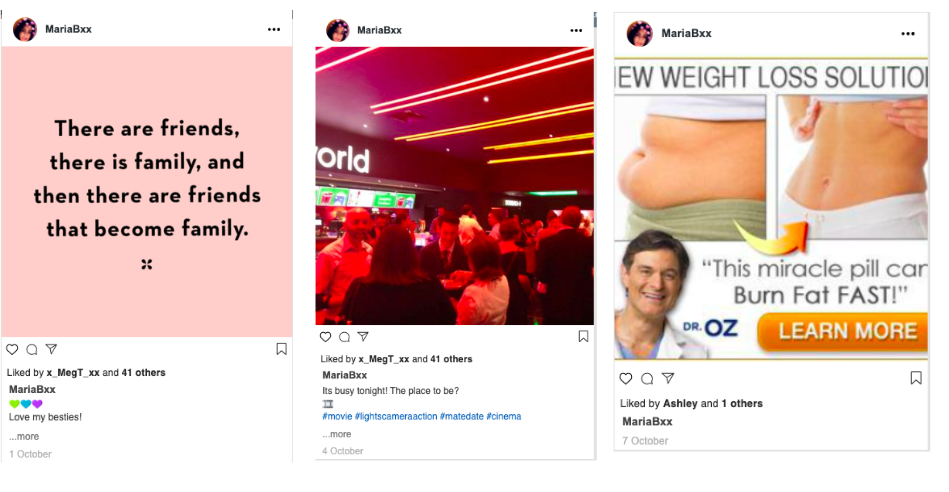 MariaBxx
There are friends,
there is family, and
then there are friends
that become family.
Liked by x_MegT_xx and 41 others
MariaBxx
Love my besties!
...more
1 October
MariaBxx
orld
Liked by x_MegT_xx and 41 others
MariaBxx
Its busy tonight! The place to be?
#movie #lightscameraaction #matedate #cinema
...more
4 October
MariaBxx
IEW WEIGHT LOSS SOLUTIO
“This miracle pill can
Burn Fat FAST!”
DR. OZ
LEARN MORE
Liked by Ashley and 1 others
MariaBxx
7 October